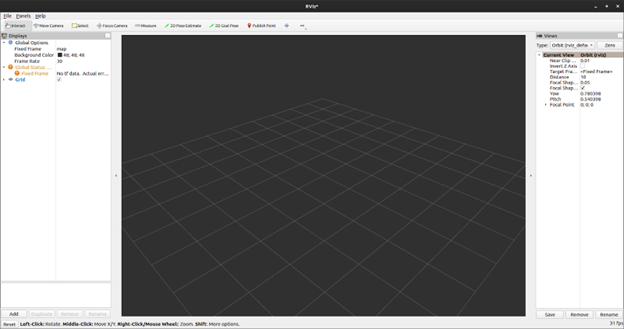 RViz*
File Panels Help
Interact Move Camera Select Focus Camera Measure 2D Pose Estimate 2D Goal Pose Publish Point
Displays
Global Options
Fixed Frame map
Background Color 48; 48; 48
Frame Rate 30
Global Status: ...
Fixed Frame No tf data. Actual err...
Grid
Add Duplicate Remove Rename
Views
Type: Orbit (rviz_defau Zero
Current View Orbit (rviz)
Near Clip ... 0.01
Invert Z Axis
Target Fra... <Fixed Frame>
Distance 10
Focal Shap... 0.05
Focal Shap...
Yaw 0.785398
Pitch
Focal Point 0; 0; 0
Save Remove Rename
Reset Left-Click: Rotate. Middle-Click: Move X/Y. Right-Click/Mouse Wheel: Zoom. Shift: More options.
31 fps